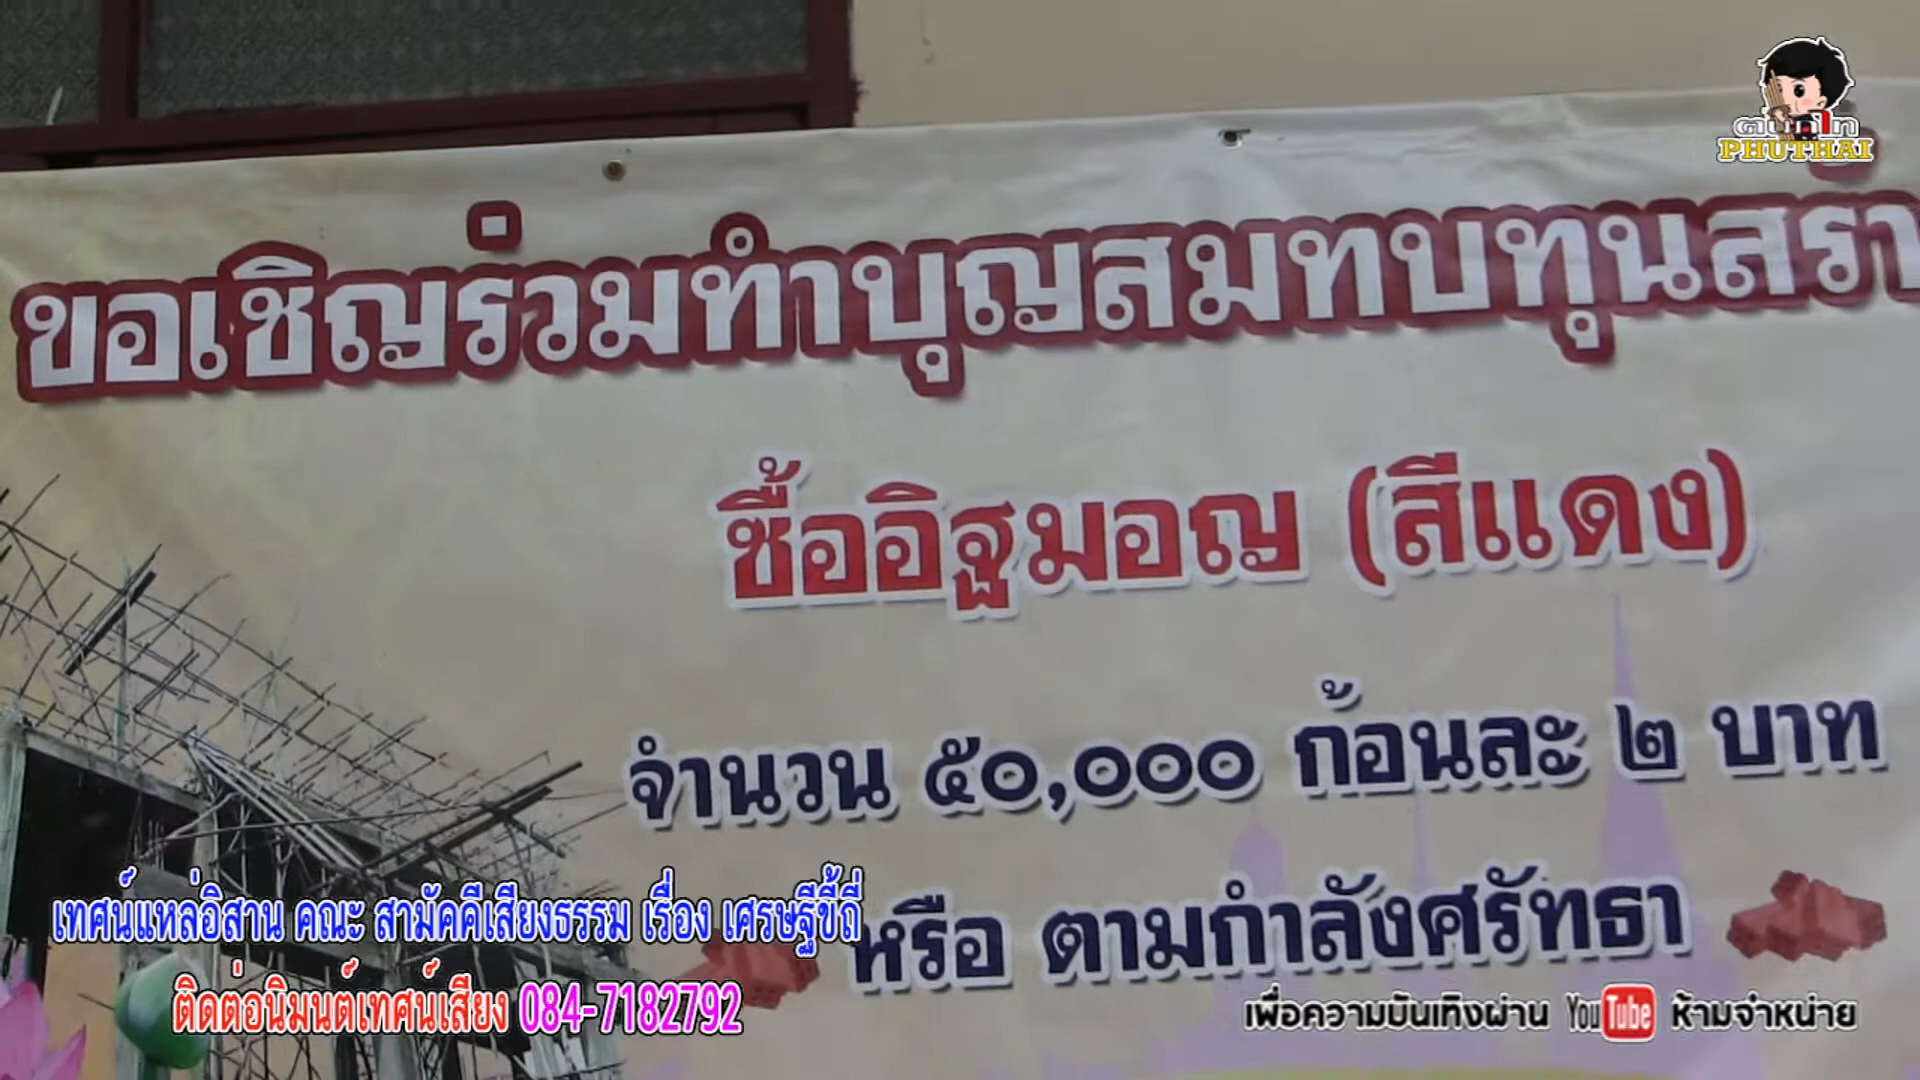 PHUTHAI
ขอเชิญร่วมทำบุญสมทบทุนสร้า
ซื้ออิฐมอญ (สีแดง)
จำนวน ๕๐,๐๐๐ ก้อนละ ๒ บาท
หรือ ตามกำลังศรัทธา
เทศน์แหล่อิสาน คณะ สามัคคีเสียงธรรม เรื่อง เศรษฐีขี้ถี่
ติดต่อนิมนต์เทศน์เสียง 084-7182792
เพื่อความบันเทิงผ่าน YouTube ห้ามจำหน่าย